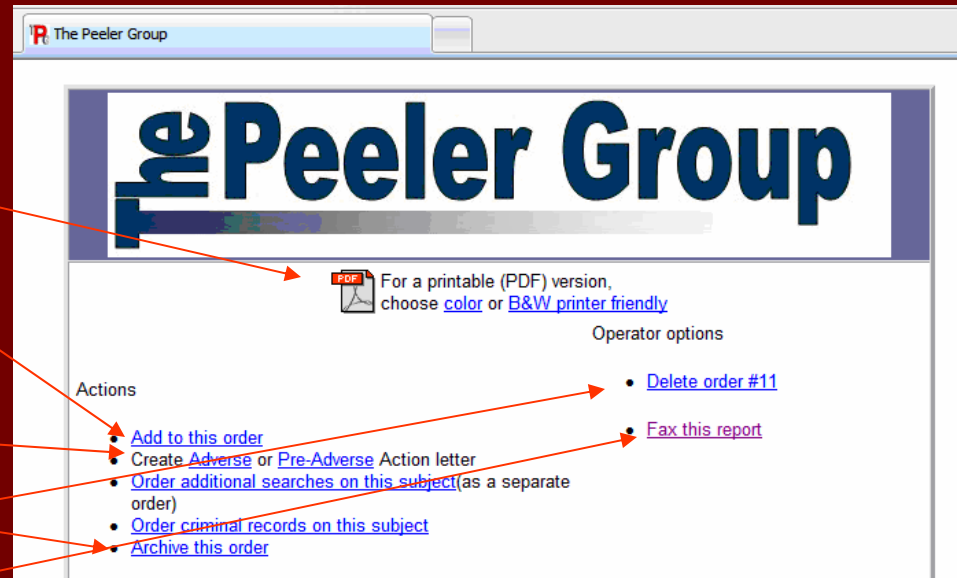 The Peeler Group
The Peeler Group
PDF
For a printable (PDF) version,
choose color or B&W printer friendly
Operator options
Actions
• Delete order #11
• Fax this report
• Add to this order
• Create Adverse or Pre-Adverse Action letter
• Order additional searches on this subject(as a separate
order)
• Order criminal records on this subject
• Archive this order